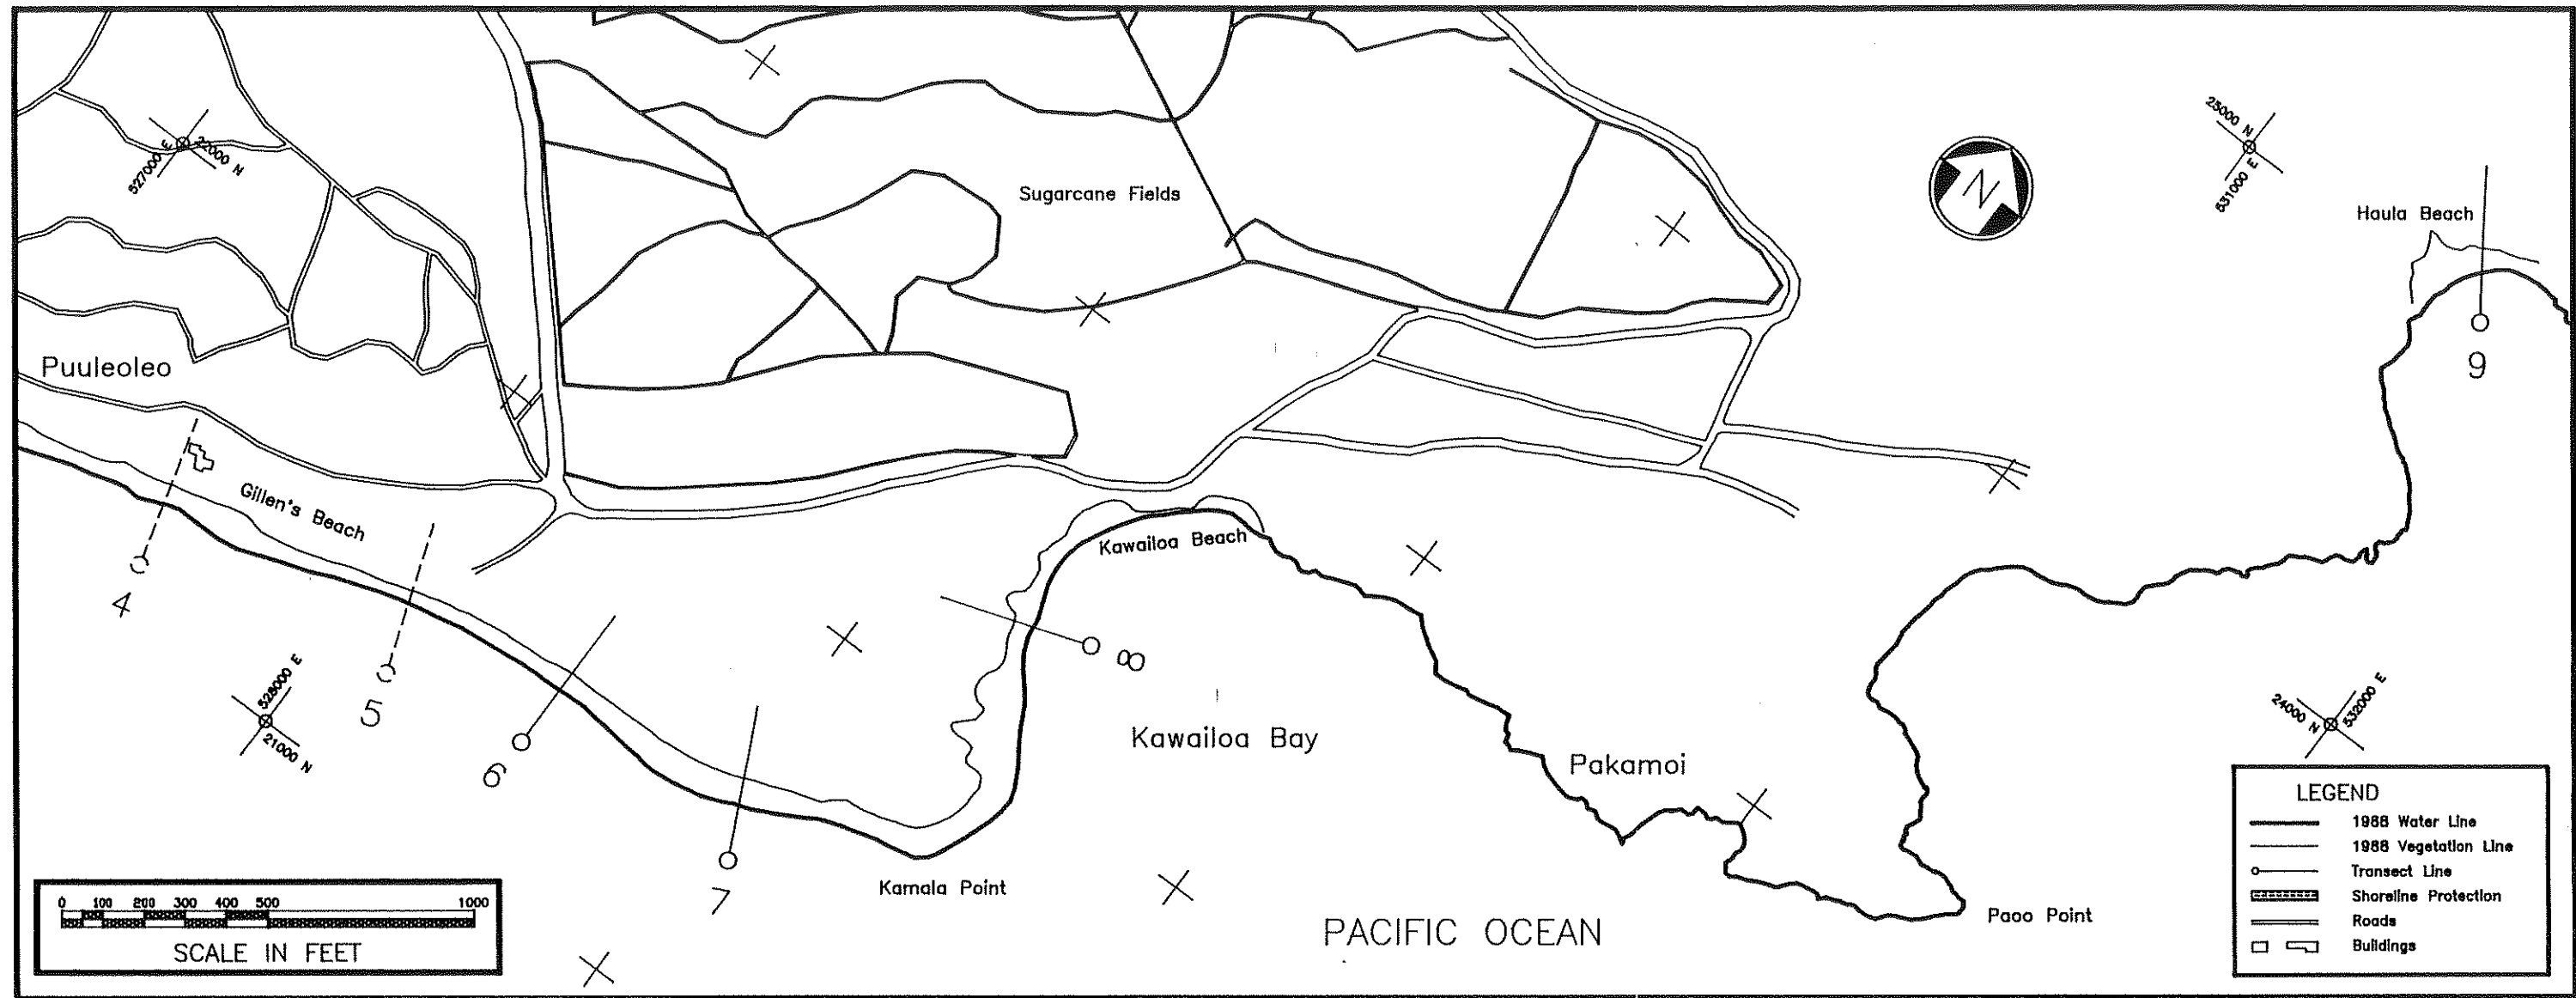 Sugarcane Fields
22000 N
527000 E
N
25000 N
531000 E
Haula Beach
9
Puuleoleo
Gillen's Beach
4
5
528000 E
21000 N
6
7
Kawailoa Beach
8
Kawailoa Bay
Kamala Point
Pakamoi
Paoo Point
PACIFIC OCEAN
24000 N
532000 E
0 100 200 300 400 500 1000
SCALE IN FEET
LEGEND
1988 Water Line
1988 Vegetation Line
Transect Line
Shoreline Protection
Roads
Buildings